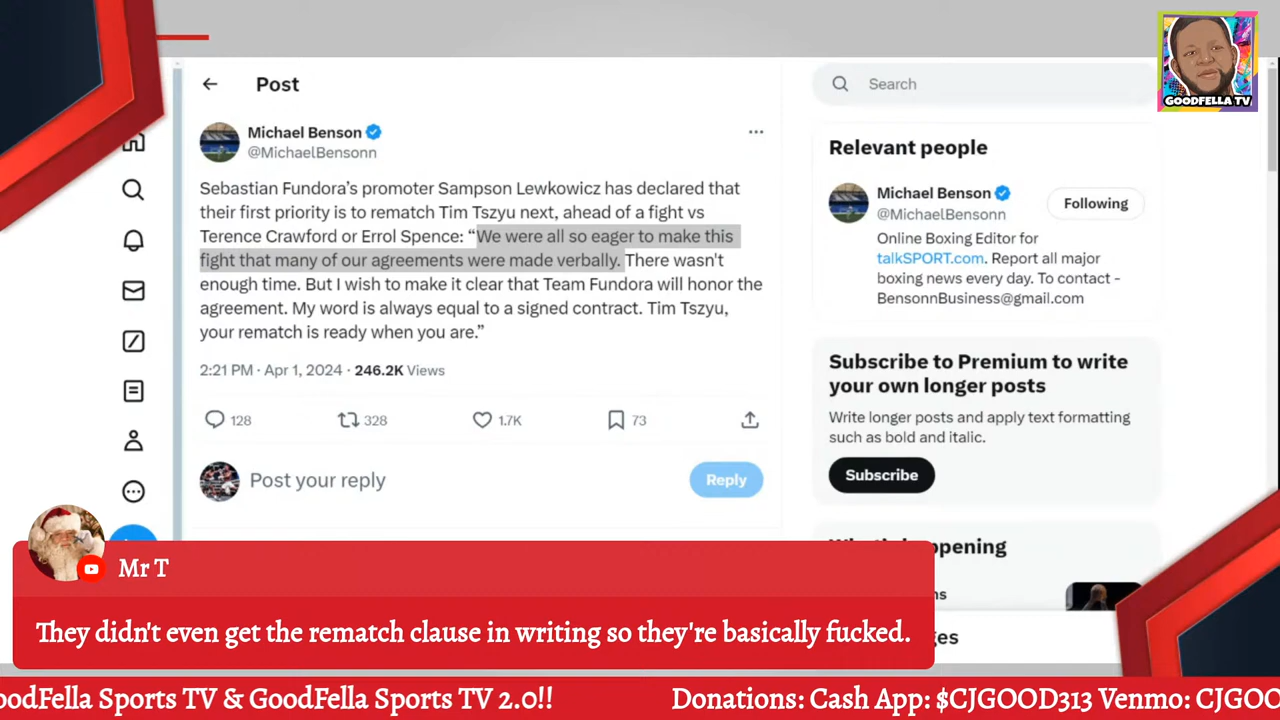 GOODFELLA TV
Post
Search
Michael Benson
@MichaelBensonn
Sebastian Fundora’s promoter Sampson Lewkowicz has declared that
their first priority is to rematch Tim Tszyu next, ahead of a fight vs
Terence Crawford or Errol Spence: “We were all so eager to make this
fight that many of our agreements were made verbally. There wasn't
enough time. But I wish to make it clear that Team Fundora will honor the
agreement. My word is always equal to a signed contract. Tim Tszyu,
your rematch is ready when you are.”
2:21 PM · Apr 1, 2024 · 246.2K Views
128 328 1.7K 73
Post your reply
Reply
Relevant people
Michael Benson
@MichaelBensonn
Following
Online Boxing Editor for
talkSPORT.com. Report all major
boxing news every day. To contact -
BensonnBusiness@gmail.com
Subscribe to Premium to write
your own longer posts
Write longer posts and apply text formatting
such as bold and italic.
Subscribe
Mr T
They didn't even get the rematch clause in writing so they're basically fucked.
oodFella Sports TV & GoodFella Sports TV 2.0!! Donations: Cash App: $CJGOOD313 Venmo: CJGOO